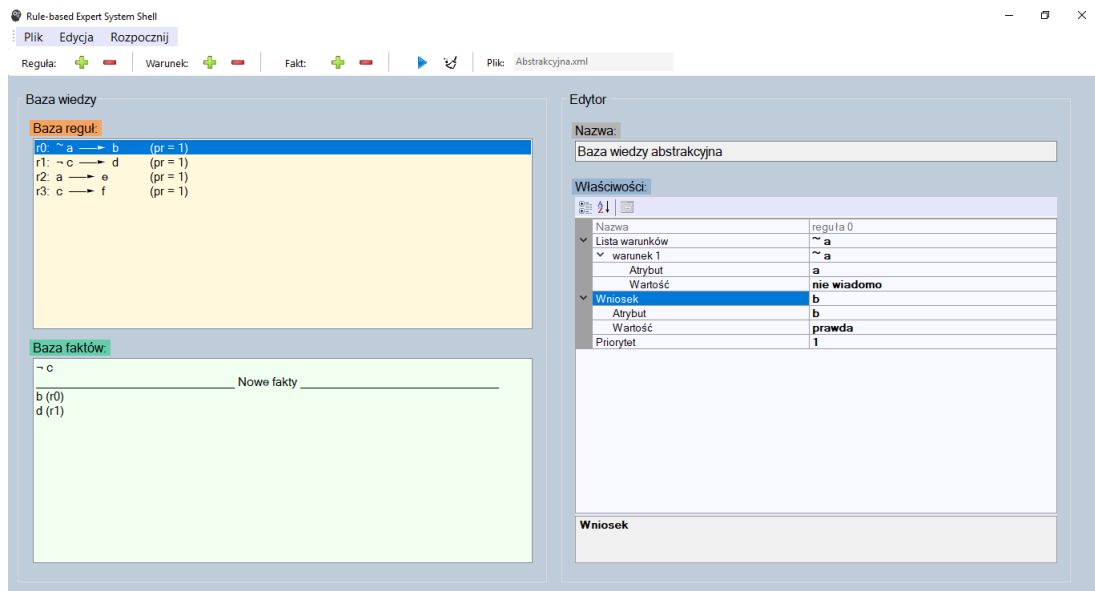 Rule-based Expert System Shell
Plik Edycja Rozpocznij
Reguła: Warunek: Fakt: Plik: Abstrakcyjna.xml
Baza wiedzy
Baza reguł:
r0: ~ a ⟶ b (pr = 1)
r1: ¬ c ⟶ d (pr = 1)
r2: a ⟶ e (pr = 1)
r3: c ⟶ f (pr = 1)
Baza faktów:
¬ c
Nowe fakty
b (r0)
d (r1)
Edytor
Nazwa:
Baza wiedzy abstrakcyjna
Właściwości:
Nazwa reguła 0
Lista warunków ~ a
warunek 1 ~ a
Atrybut a
Wartość nie wiadomo
Wniosek b
Atrybut b
Wartość prawda
Priorytet 1
Wniosek